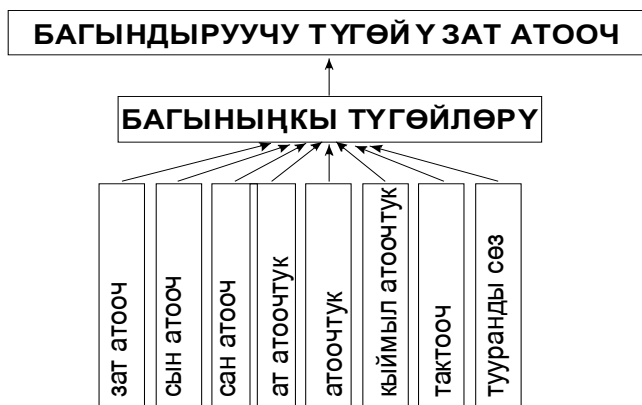 БАГЫНДЫРУУЧУ ТҮГӨЙҮ ЗАТ АТООЧ
БАГЫНЫҢКЫ ТҮГӨЙЛӨРҮ
зат атооч
сын атооч
сан атооч
ат атоочтук
атоочтук
кыймыл атоочтук
тактооч
тууранды сөз